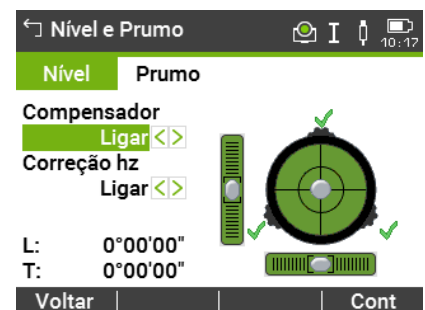 Nível e Prumo
I
10:17
Nível Prumo
Compensador
Ligar
Correção hz
Ligar
L: 0°00'00"
T: 0°00'00"
Voltar Cont